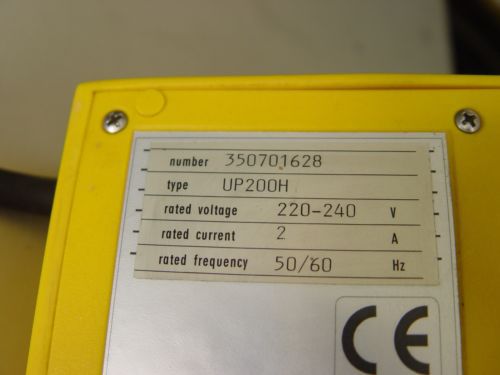 number 350701628
type UP200H
rated voltage 220-240 V
rated current 2 A
rated frequency 50/60 Hz
CE